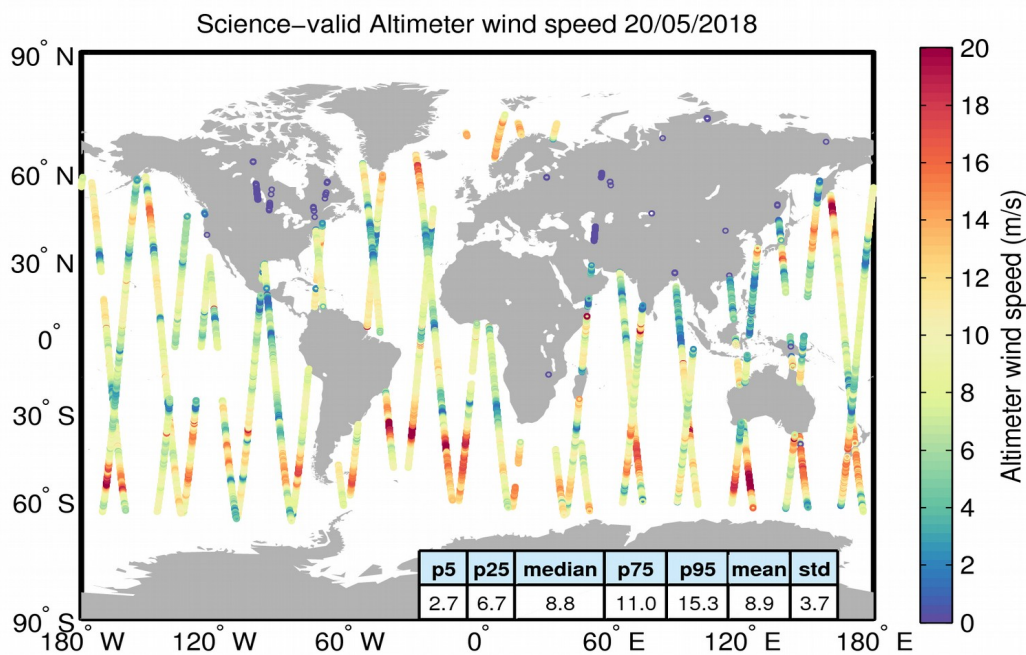 Science−valid Altimeter wind speed 20/05/2018
90° N
60° N
30° N
0°
30° S
60° S
90° S
180° W 120° W 60° W 0° 60° E 120° E 180° E
p5 p25 median p75 p95 mean std
2.7 6.7 8.8 11.0 15.3 8.9 3.7
20
18
16
14
12
10
8
6
4
2
0
Altimeter wind speed (m/s)